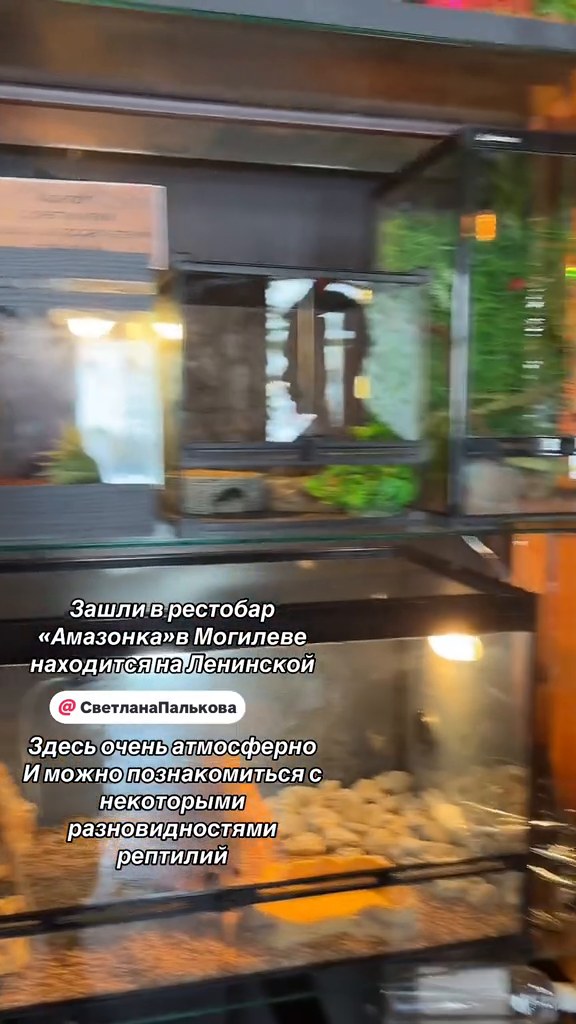 Зашли в рестобар
«Амазонка»в Могилеве
находится на Ленинской
@ СветланаПалькова
Здесь очень атмосферно
И можно познакомиться с
некоторыми
разновидностями
рептилий